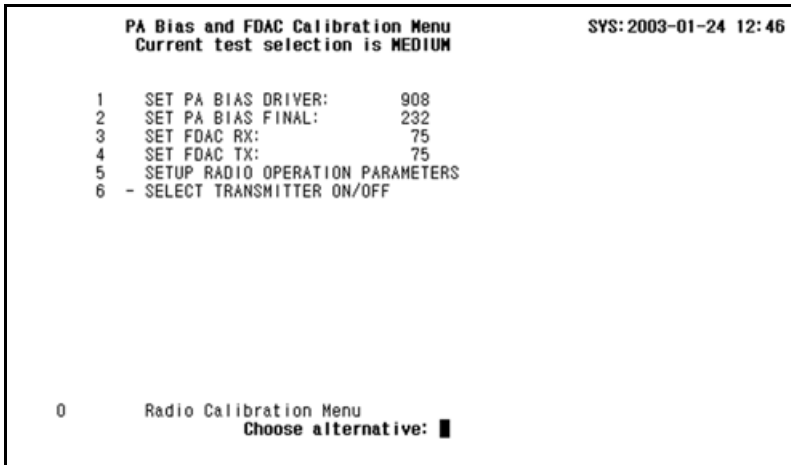 PA Bias and FDAC Calibration Menu SYS:2003-01-24 12:46
Current test selection is MEDIUM
1 SET PA BIAS DRIVER: 908
2 SET PA BIAS FINAL: 232
3 SET FDAC RX: 75
4 SET FDAC TX: 75
5 SETUP RADIO OPERATION PARAMETERS
6 - SELECT TRANSMITTER ON/OFF
0 Radio Calibration Menu
Choose alternative: